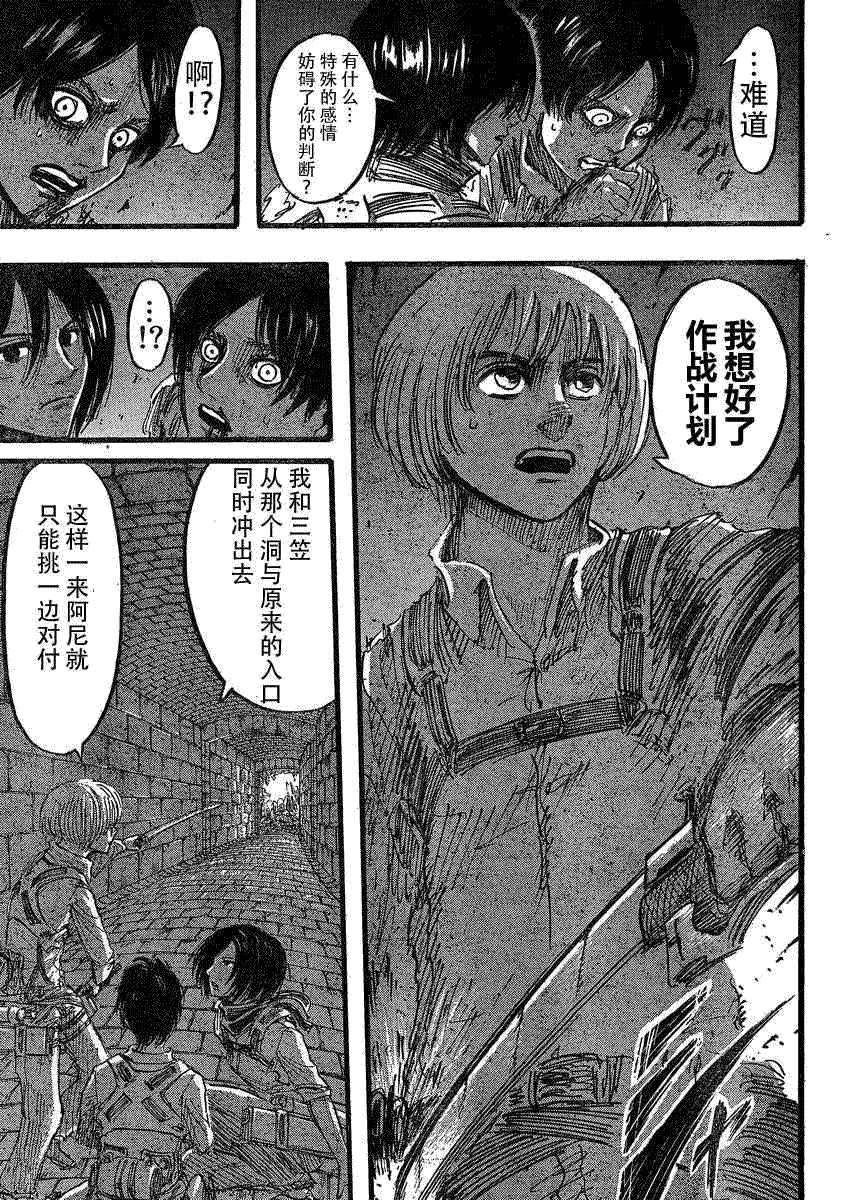 …难道
有什么…
特殊的感情
妨碍了你的判断？
啊!?
我想好了
作战计划
…!?
我和三笠
从那个洞与原来的入口
同时冲出去
这样一来阿尼就
只能挑一边对付